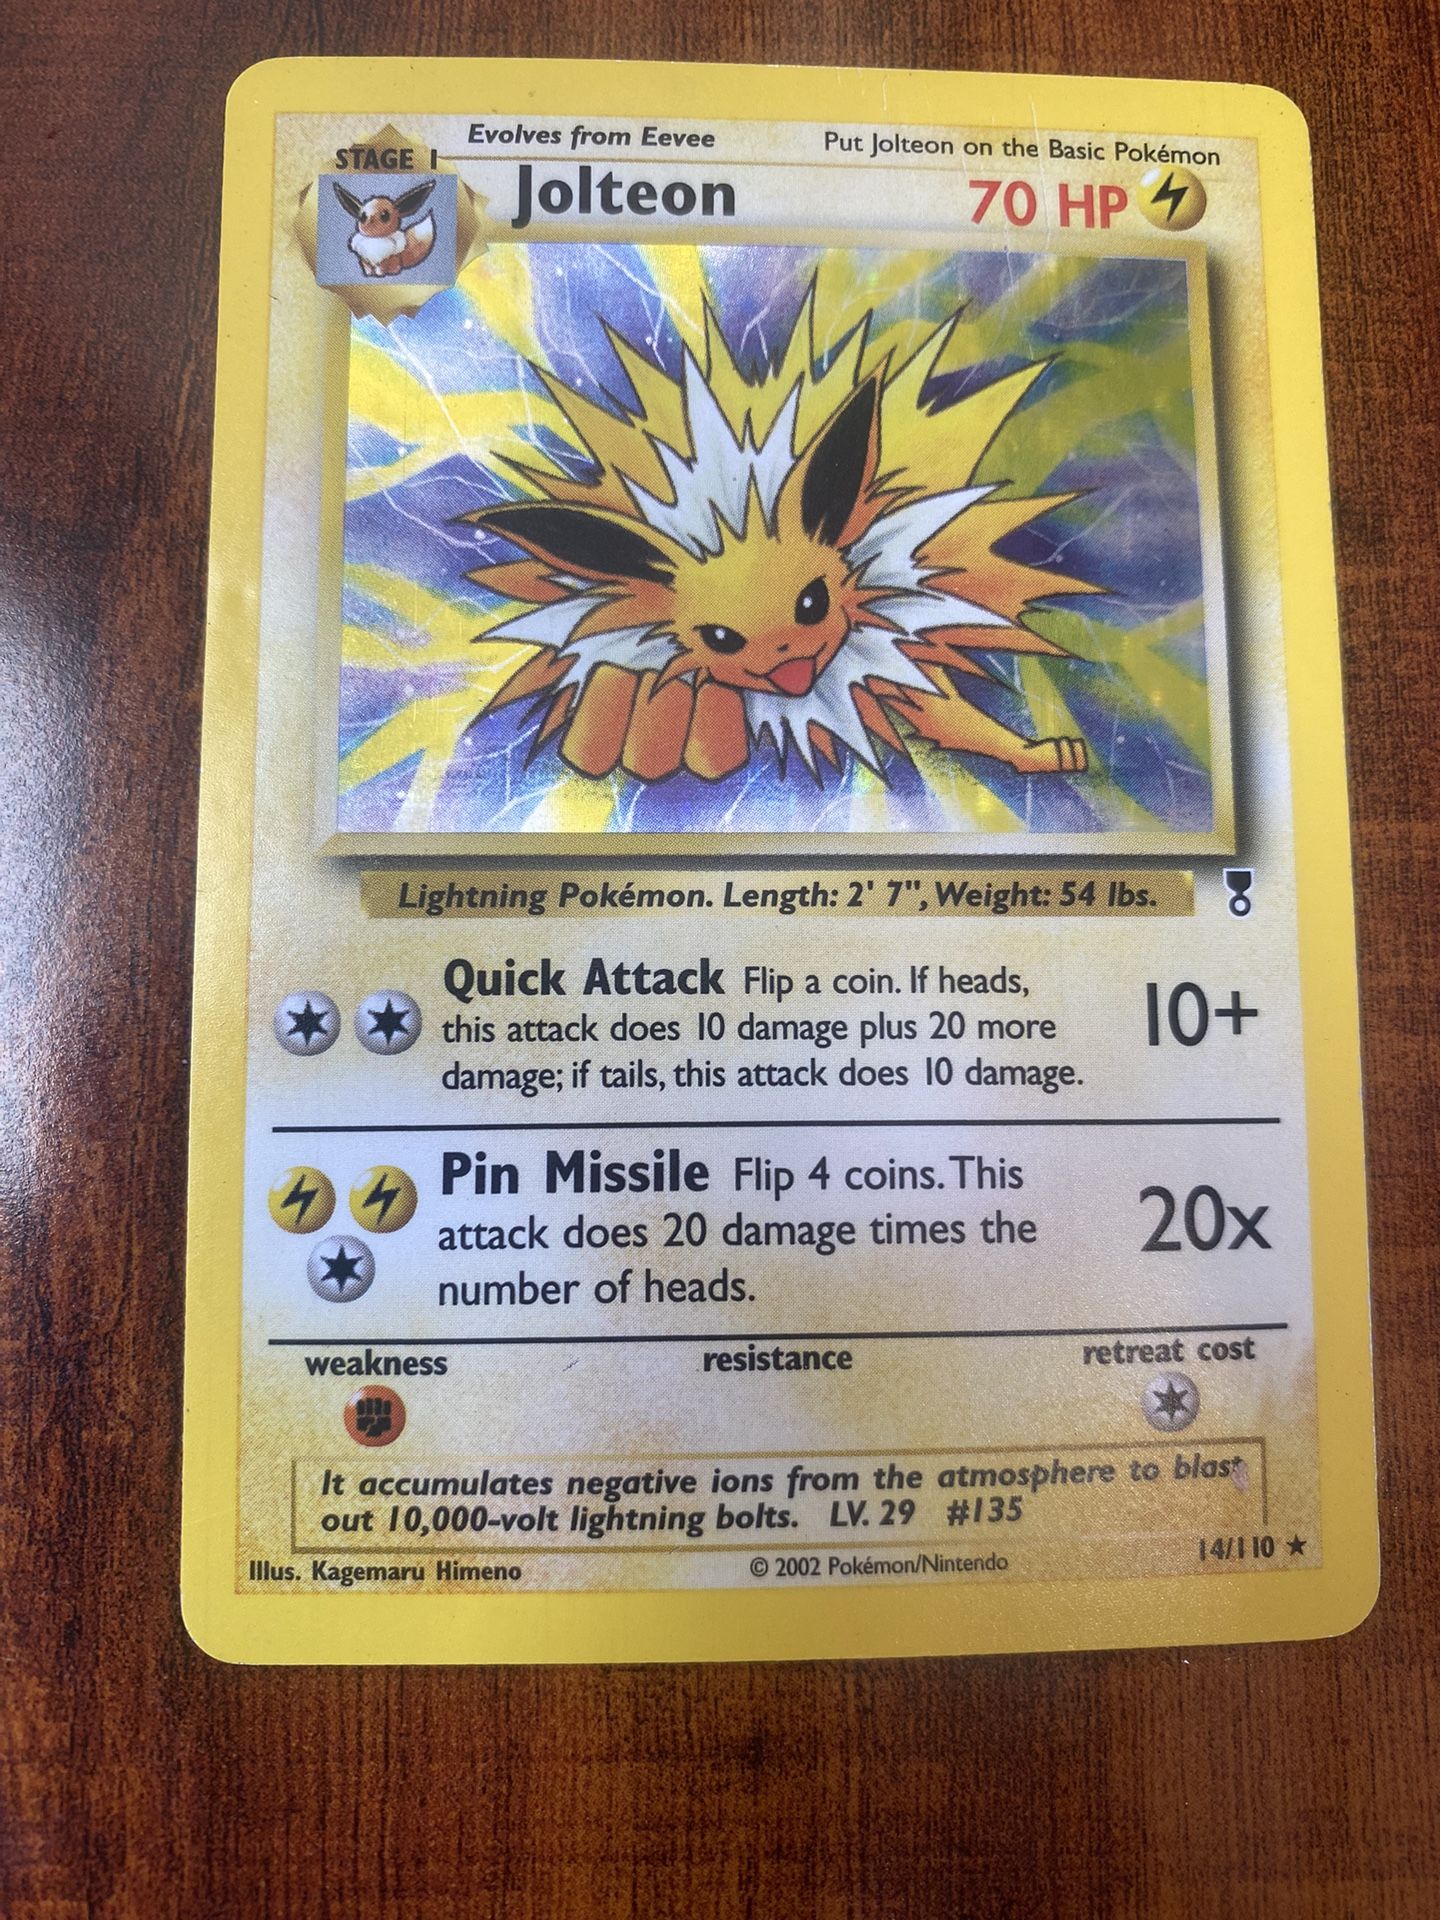 Evolves from Eevee
Put Jolteon on the Basic Pokémon
STAGE 1
Jolteon
70 HP
Lightning Pokémon. Length: 2' 7", Weight: 54 lbs.
Quick Attack Flip a coin. If heads,
this attack does 10 damage plus 20 more
damage; if tails, this attack does 10 damage.
10+
Pin Missile Flip 4 coins. This
attack does 20 damage times the
number of heads.
20x
weakness
resistance
retreat cost
It accumulates negative ions from the atmosphere to blast
out 10,000-volt lightning bolts. LV. 29 #135
14/110 ★
Illus. Kagemaru Himeno
© 2002 Pokémon/Nintendo